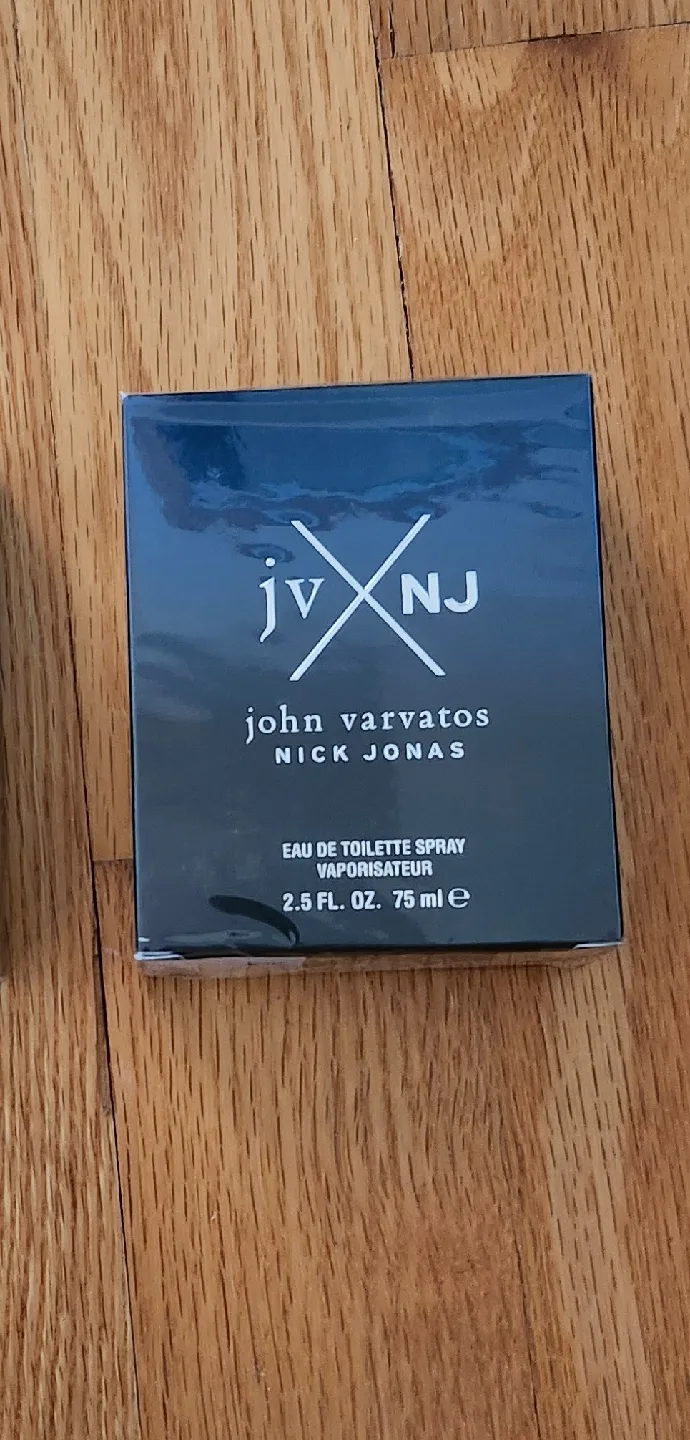 jv X NJ
john varvatos
NICK JONAS
EAU DE TOILETTE SPRAY
VAPORISATEUR
2.5 FL. OZ. 75 ml ℮